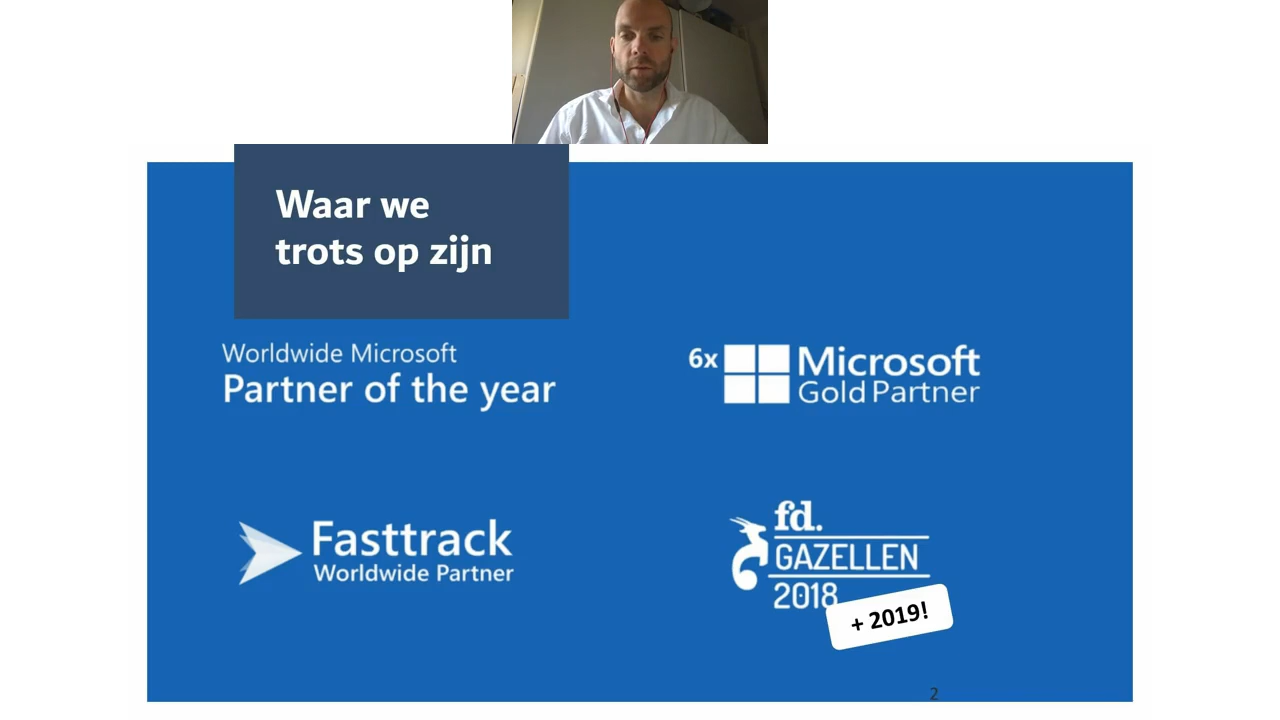 Waar we
trots op zijn
Worldwide Microsoft
Partner of the year
6x Microsoft
Gold Partner
Fasttrack
Worldwide Partner
fd.
GAZELLEN
2018
+ 2019!
2